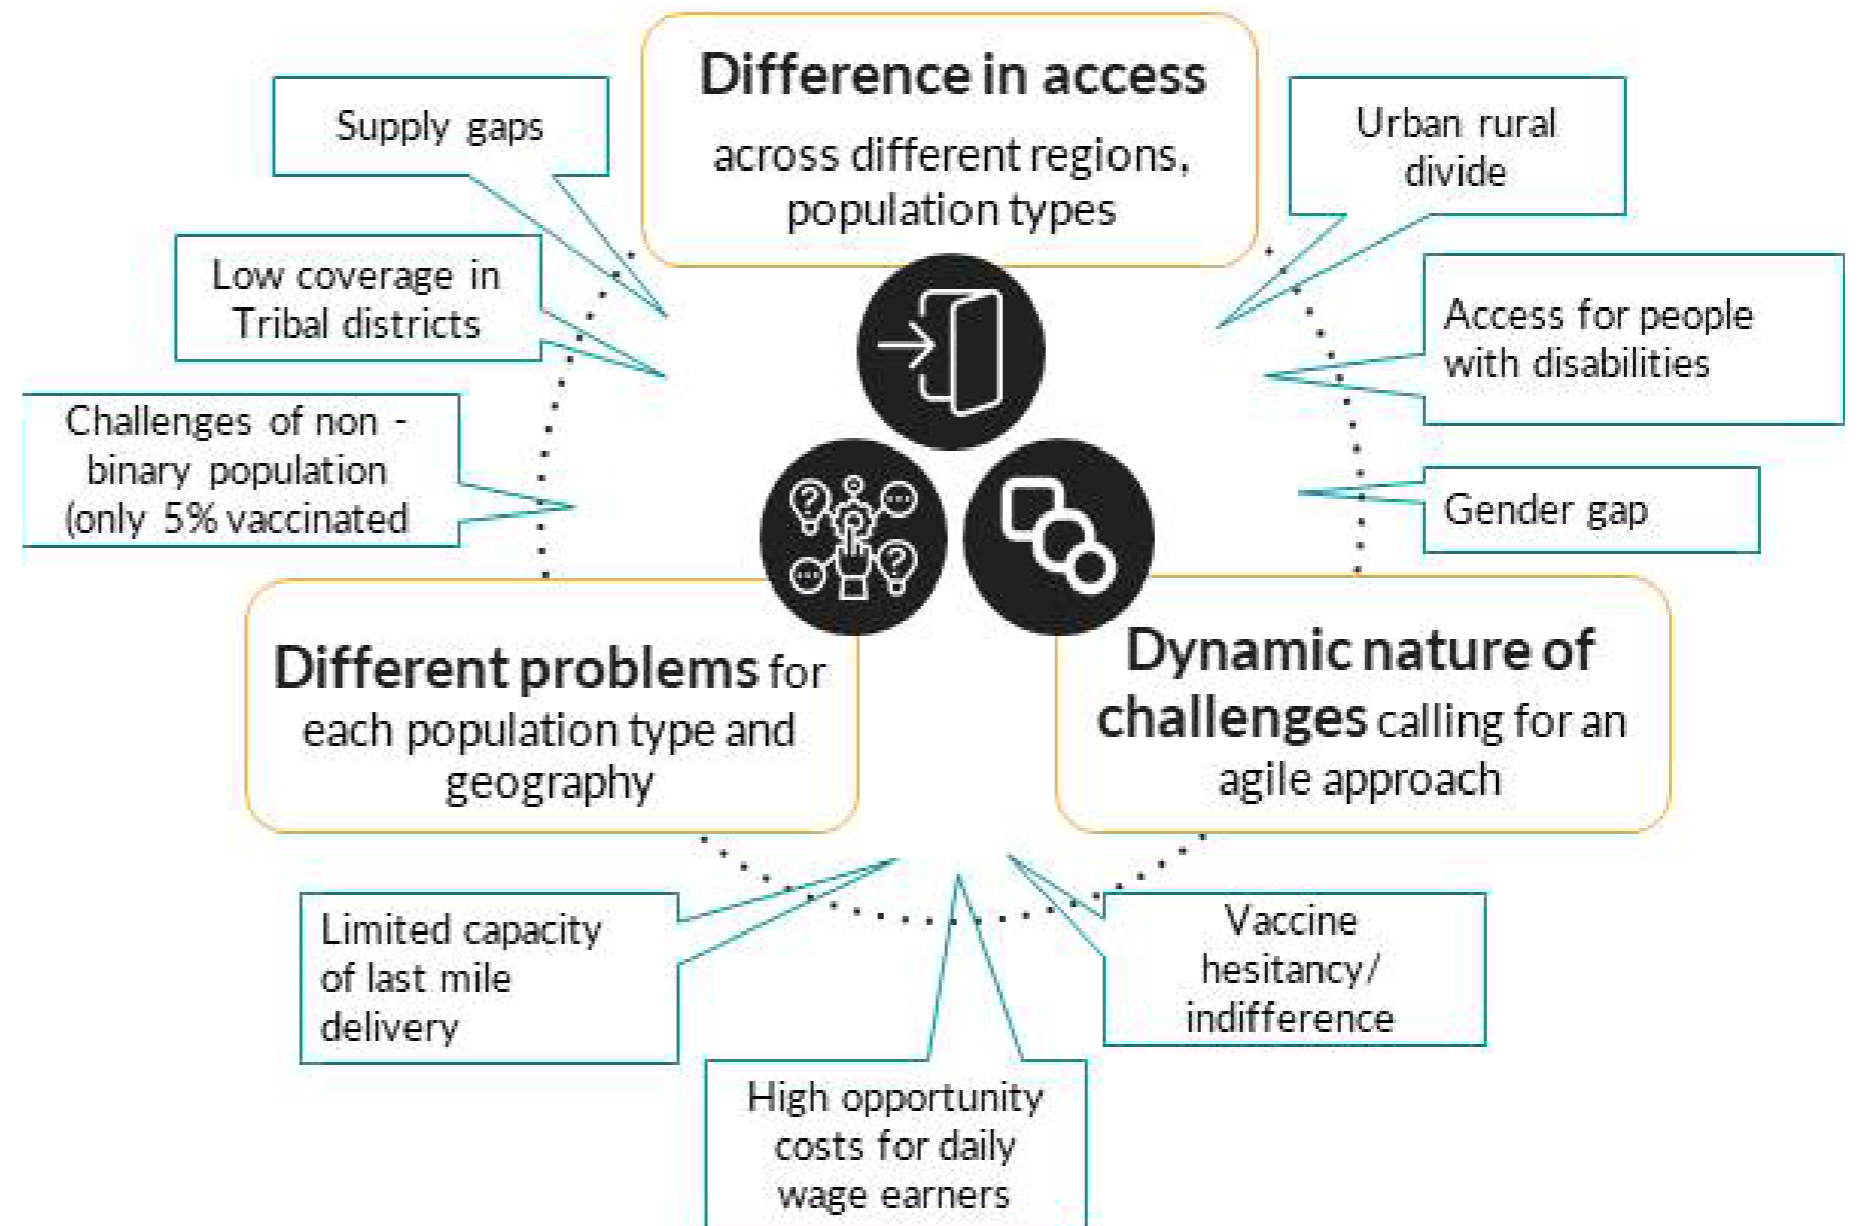 Difference in access
across different regions,
population types
Supply gaps
Low coverage in
Tribal districts
Challenges of non -
binary population
(only 5% vaccinated
Urban rural
divide
Access for people
with disabilities
Gender gap
Different problems for
each population type and
geography
Dynamic nature of
challenges calling for an
agile approach
Limited capacity
of last mile
delivery
High opportunity
costs for daily
wage earners
Vaccine
hesitancy/
indifference